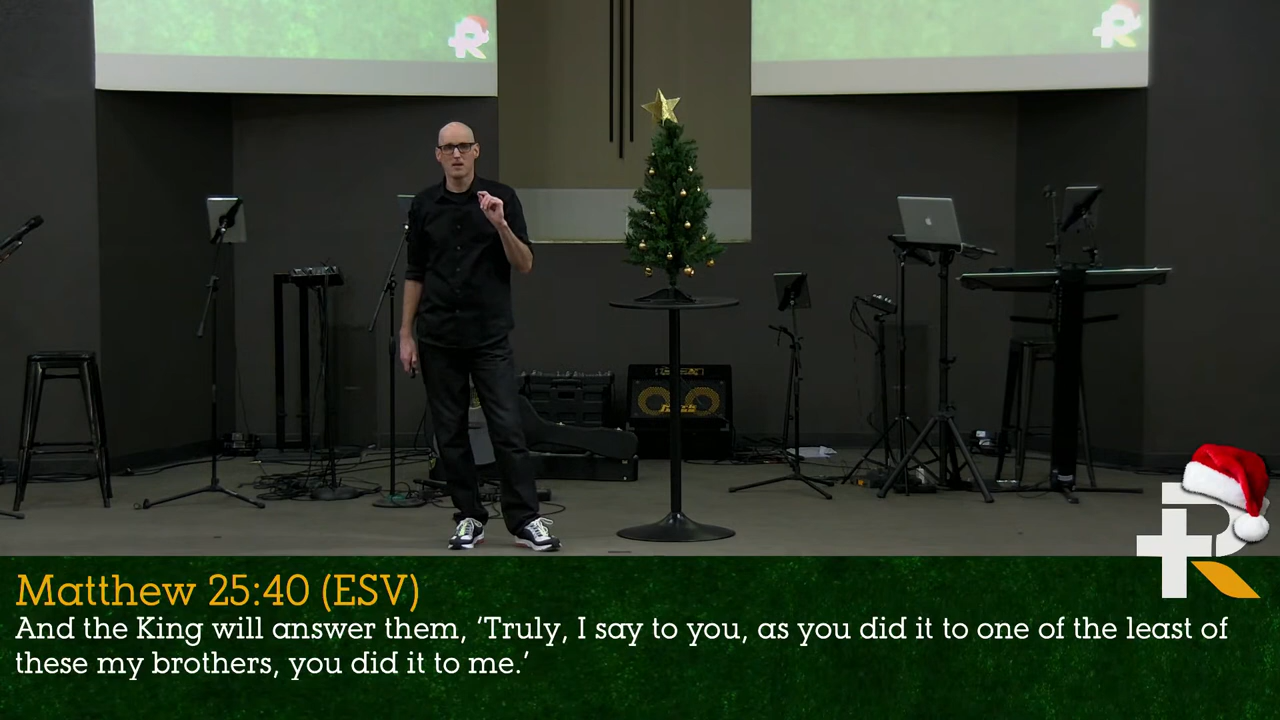 Matthew 25:40 (ESV)
And the King will answer them, ‘Truly, I say to you, as you did it to one of the least of
these my brothers, you did it to me.’